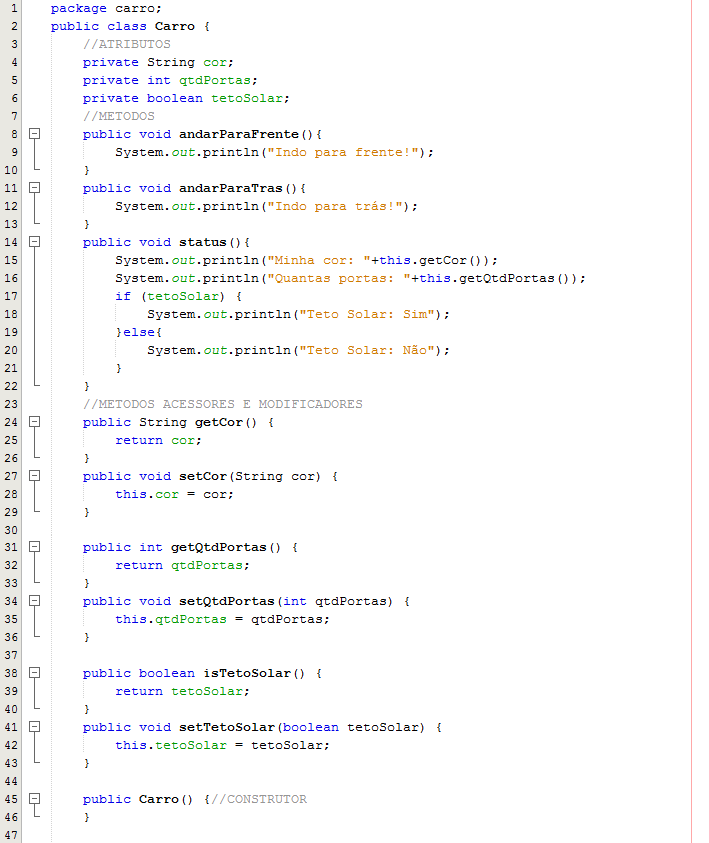 1 package carro;
2 public class Carro {
3 //ATRIBUTOS
4 private String cor;
5 private int qtdPortas;
6 private boolean tetoSolar;
7 //METODOS
8 public void andarParaFrente(){
9 System.out.println("Indo para frente!");
10 }
11 public void andarParaTras(){
12 System.out.println("Indo para trás!");
13 }
14 public void status(){
15 System.out.println("Minha cor: "+this.getCor());
16 System.out.println("Quantas portas: "+this.getQtdPortas());
17 if (tetoSolar) {
18 System.out.println("Teto Solar: Sim");
19 }else{
20 System.out.println("Teto Solar: Não");
21 }
22 }
23 //METODOS ACESSORES E MODIFICADORES
24 public String getCor() {
25 return cor;
26 }
27 public void setCor(String cor) {
28 this.cor = cor;
29 }
30
31 public int getQtdPortas() {
32 return qtdPortas;
33 }
34 public void setQtdPortas(int qtdPortas) {
35 this.qtdPortas = qtdPortas;
36 }
37
38 public boolean isTetoSolar() {
39 return tetoSolar;
40 }
41 public void setTetoSolar(boolean tetoSolar) {
42 this.tetoSolar = tetoSolar;
43 }
44
45 public Carro() {//CONSTRUTOR
46 }
47